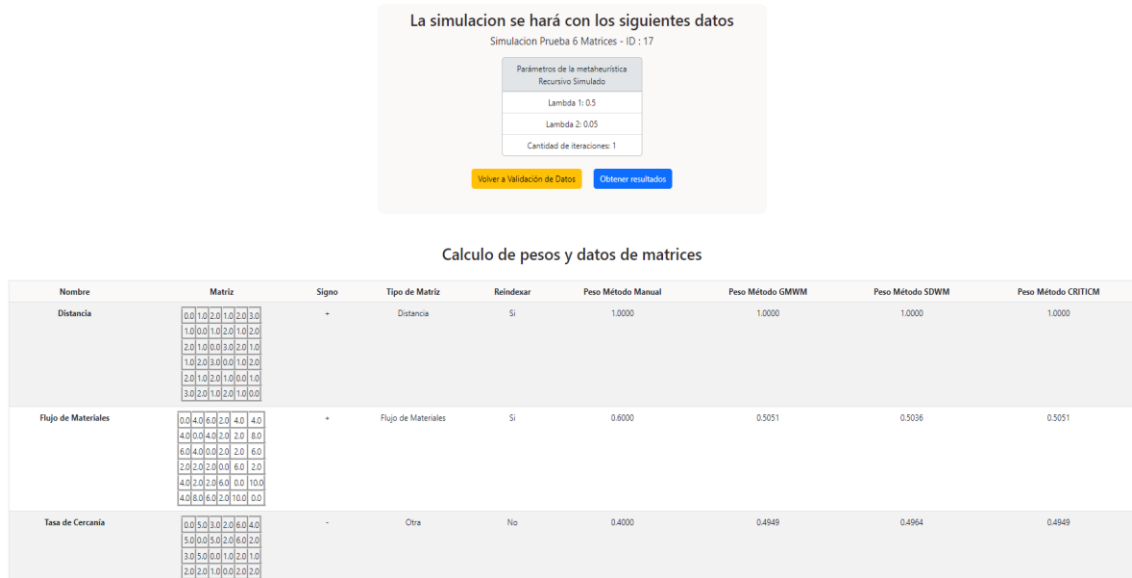 La simulacion se hará con los siguientes datos
Simulacion Prueba 6 Matrices - ID : 17
Parámetros de la metaheurística
Recursivo Simulado
Lambda 1: 0.5
Lambda 2: 0.05
Cantidad de iteraciones: 1
Volver a Validación de Datos Obtener resultados
Calculo de pesos y datos de matrices
Nombre Matriz Signo Tipo de Matriz Reindexar Peso Método Manual Peso Método GMWM Peso Método SDWM Peso Método CRITICM
Distancia 0.0 1.0 2.0 1.0 2.0 3.0 + Distancia Si 1.0000 1.0000 1.0000 1.0000
1.0 0.0 1.0 2.0 1.0 2.0
2.0 1.0 0.0 3.0 2.0 1.0
1.0 2.0 3.0 0.0 1.0 2.0
2.0 1.0 2.0 1.0 0.0 1.0
3.0 2.0 1.0 2.0 1.0 0.0
Flujo de Materiales 0.0 4.0 6.0 2.0 4.0 4.0 + Flujo de Materiales Si 0.6000 0.5051 0.5036 0.5051
4.0 0.0 4.0 2.0 2.0 8.0
6.0 4.0 0.0 2.0 2.0 6.0
2.0 2.0 2.0 0.0 6.0 2.0
4.0 2.0 2.0 6.0 0.0 10.0
4.0 8.0 6.0 2.0 10.0 0.0
Tasa de Cercanía 0.0 5.0 3.0 2.0 6.0 4.0 - Otra No 0.4000 0.4949 0.4964 0.4949
5.0 0.0 5.0 2.0 6.0 2.0
3.0 5.0 0.0 1.0 2.0 1.0
2.0 2.0 1.0 0.0 2.0 2.0